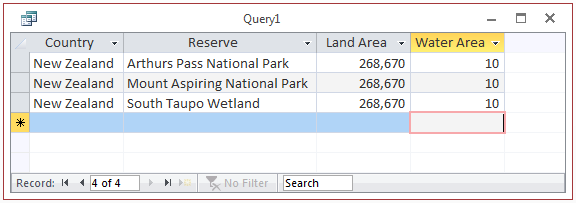 Query1
Country Reserve Land Area Water Area
New Zealand Arthurs Pass National Park 268,670 10
New Zealand Mount Aspiring National Park 268,670 10
New Zealand South Taupo Wetland 268,670 10
Record: 4 of 4 No Filter Search